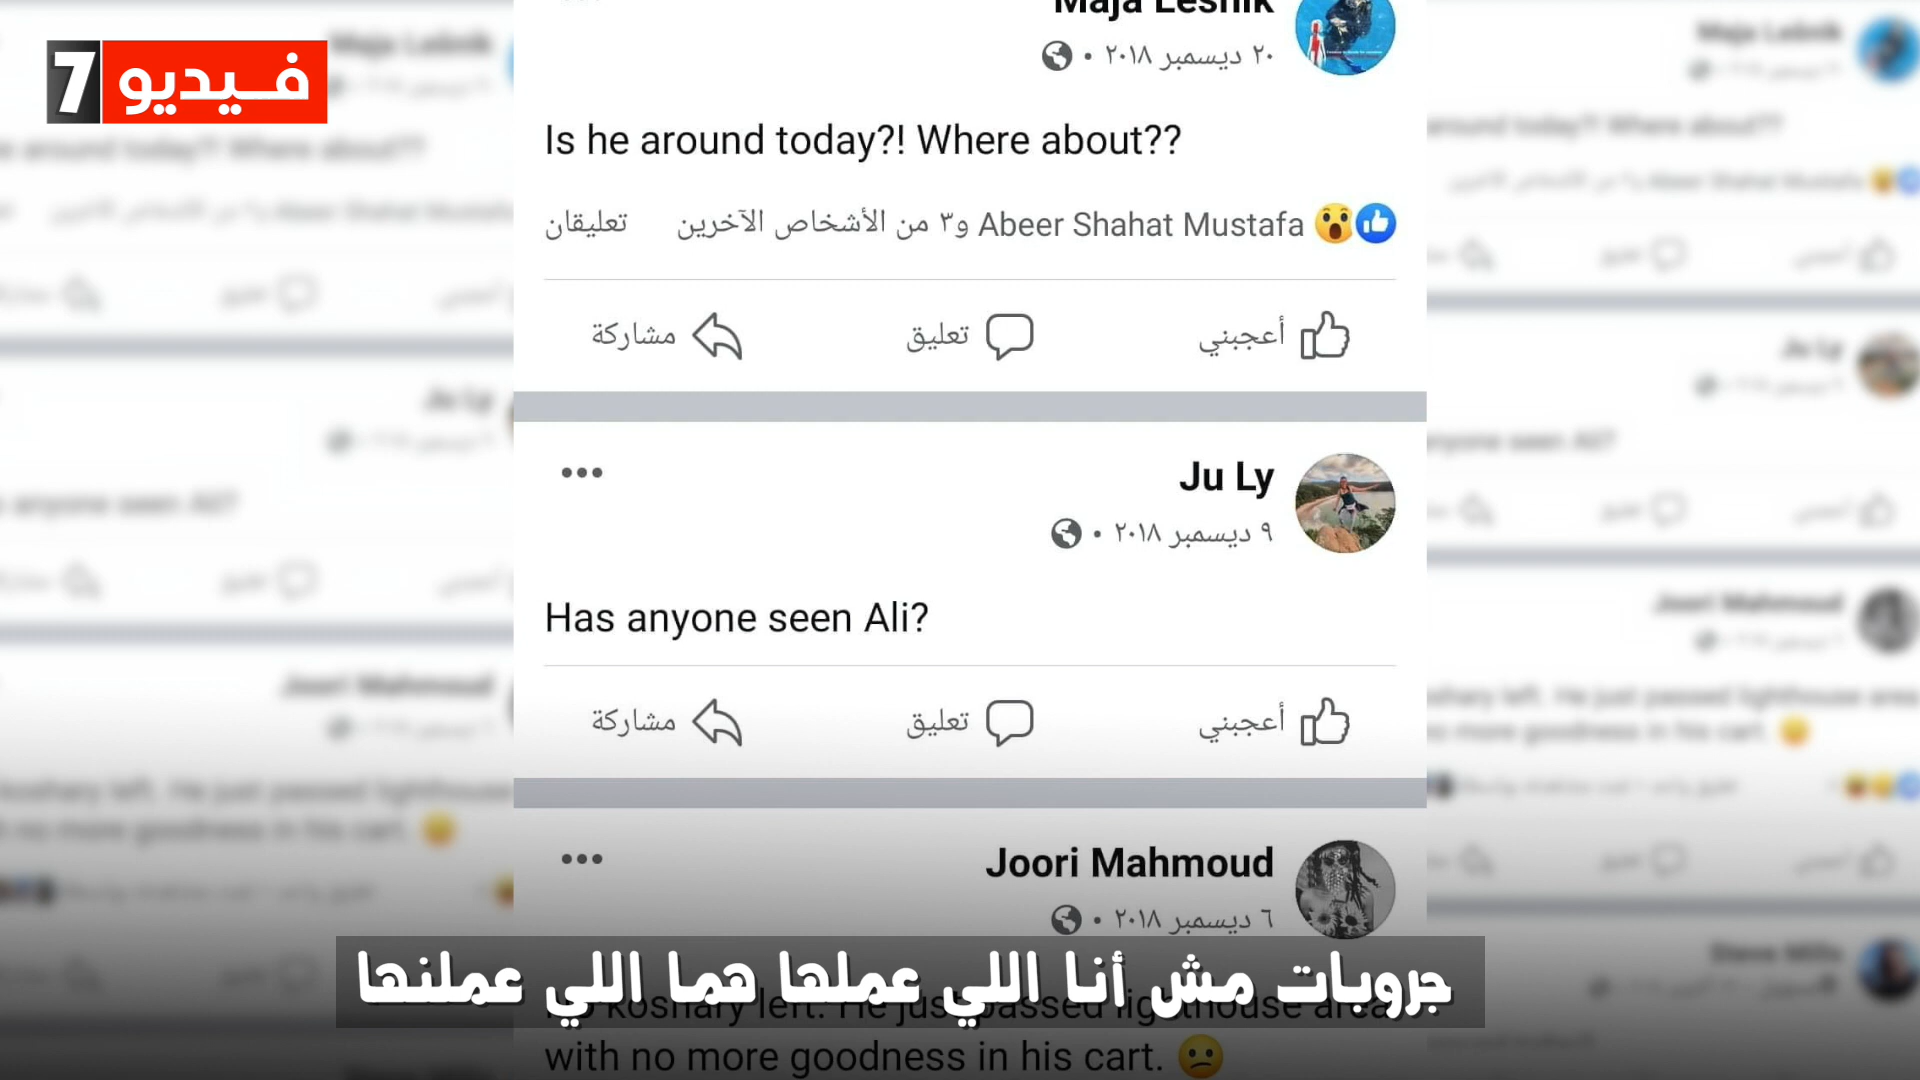 فيديو 7
Maja Lesnik
٢٠ ديسمبر ٢٠١٨
Is he around today?! Where about??
Abeer Shahat Mustafa و٣ من الأشخاص الآخرين
تعليقان
أعجبني
تعليق
مشاركة
Ju Ly
٩ ديسمبر ٢٠١٨
Has anyone seen Ali?
أعجبني
تعليق
مشاركة
Joori Mahmoud
٦ ديسمبر ٢٠١٨
koshary left. He just passed lighthouse area
with no more goodness in his cart. 😕
جروبات مش أنا اللي عملها هما اللي عملنها